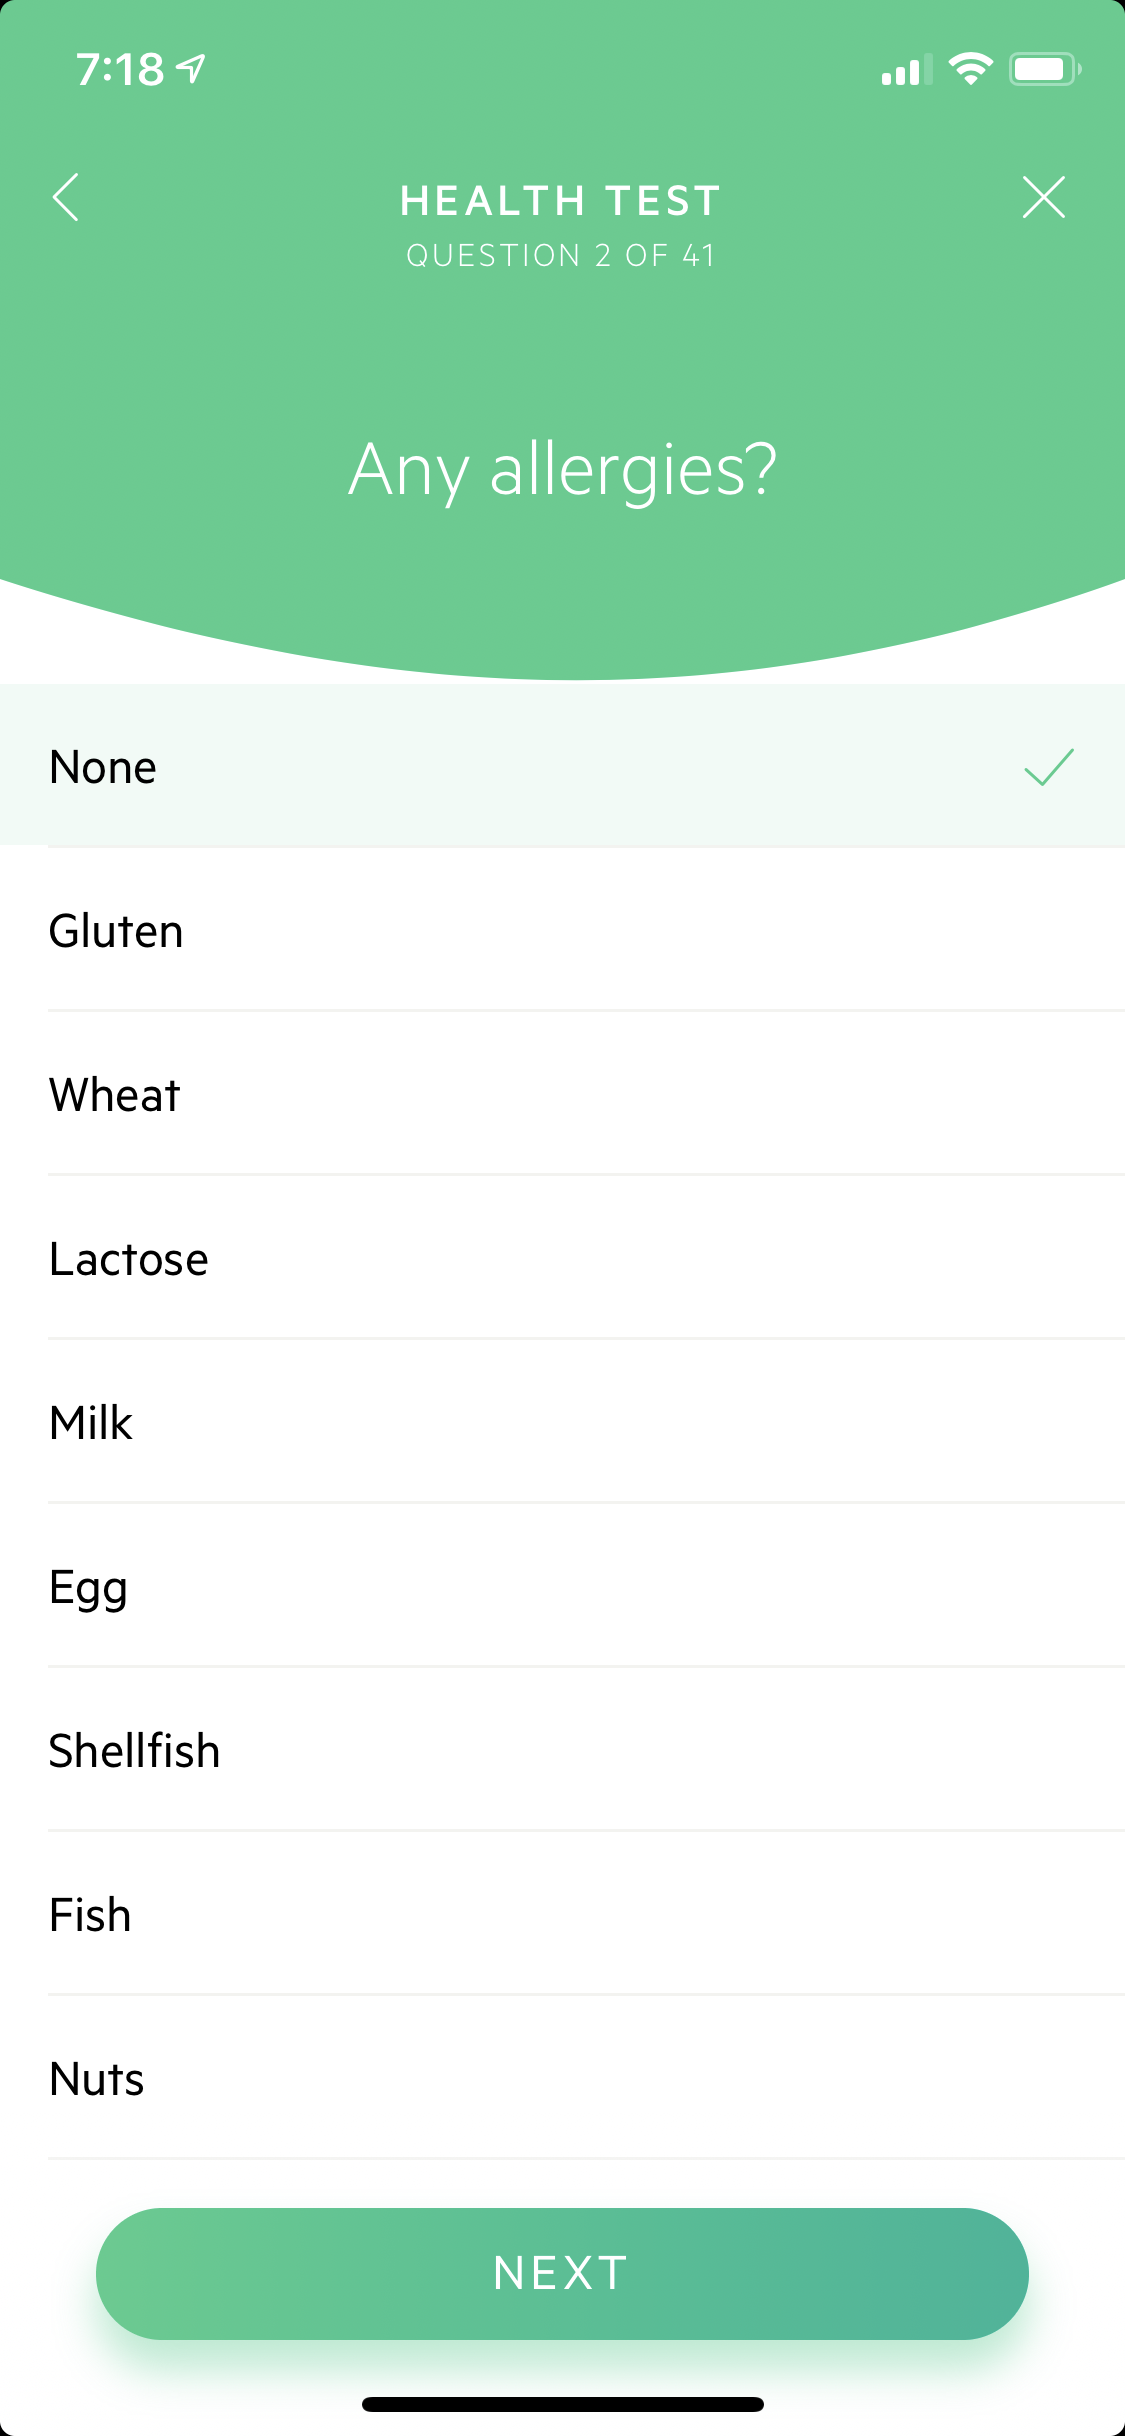 7:18
HEALTH TEST
QUESTION 2 OF 41
Any allergies?
None
Gluten
Wheat
Lactose
Milk
Egg
Shellfish
Fish
Nuts
NEXT